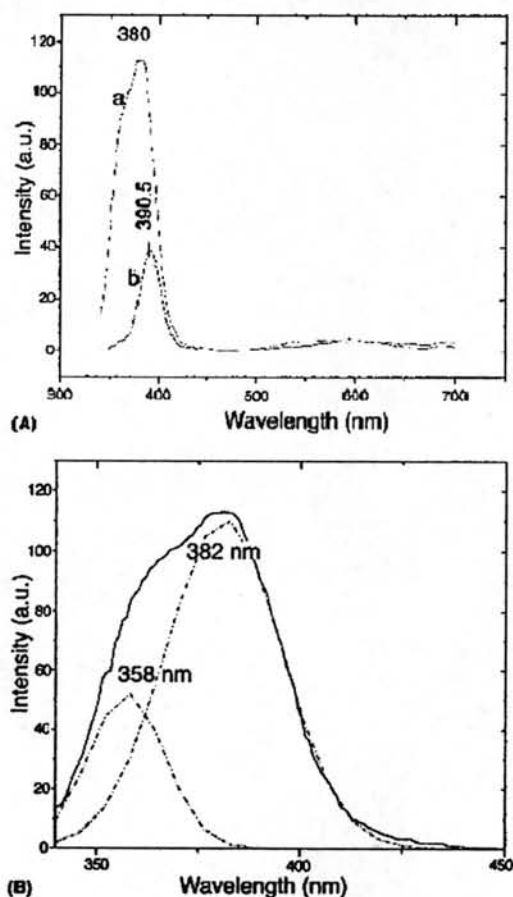 380
120
100
80
60
40
20
0
Intensity (a.u.)
a
390.5
b
300 400 500 600 700
(A) Wavelength (nm)
120
100
80
60
40
20
0
Intensity (a.u.)
382 nm
358 nm
350 400 450
(B) Wavelength (nm)